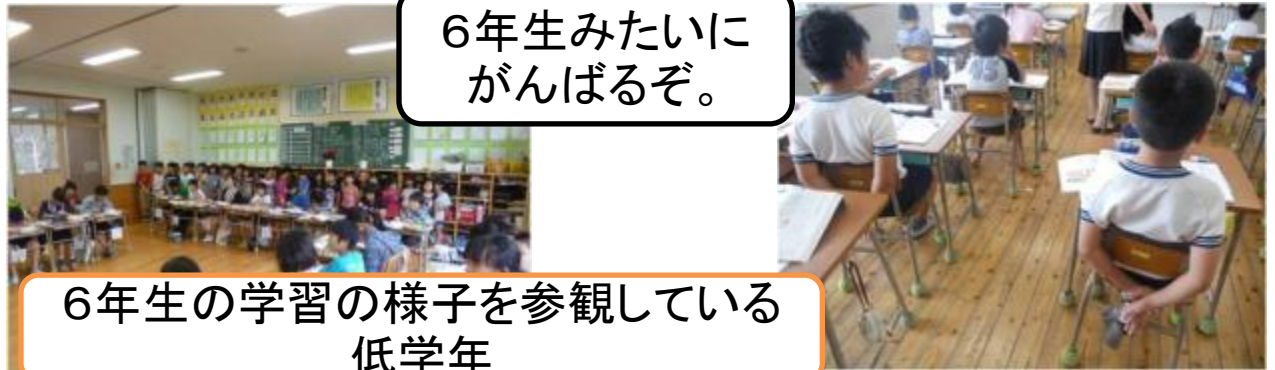 6年生みたいに
がんばるぞ。
6年生の学習の様子を参観している
低学年